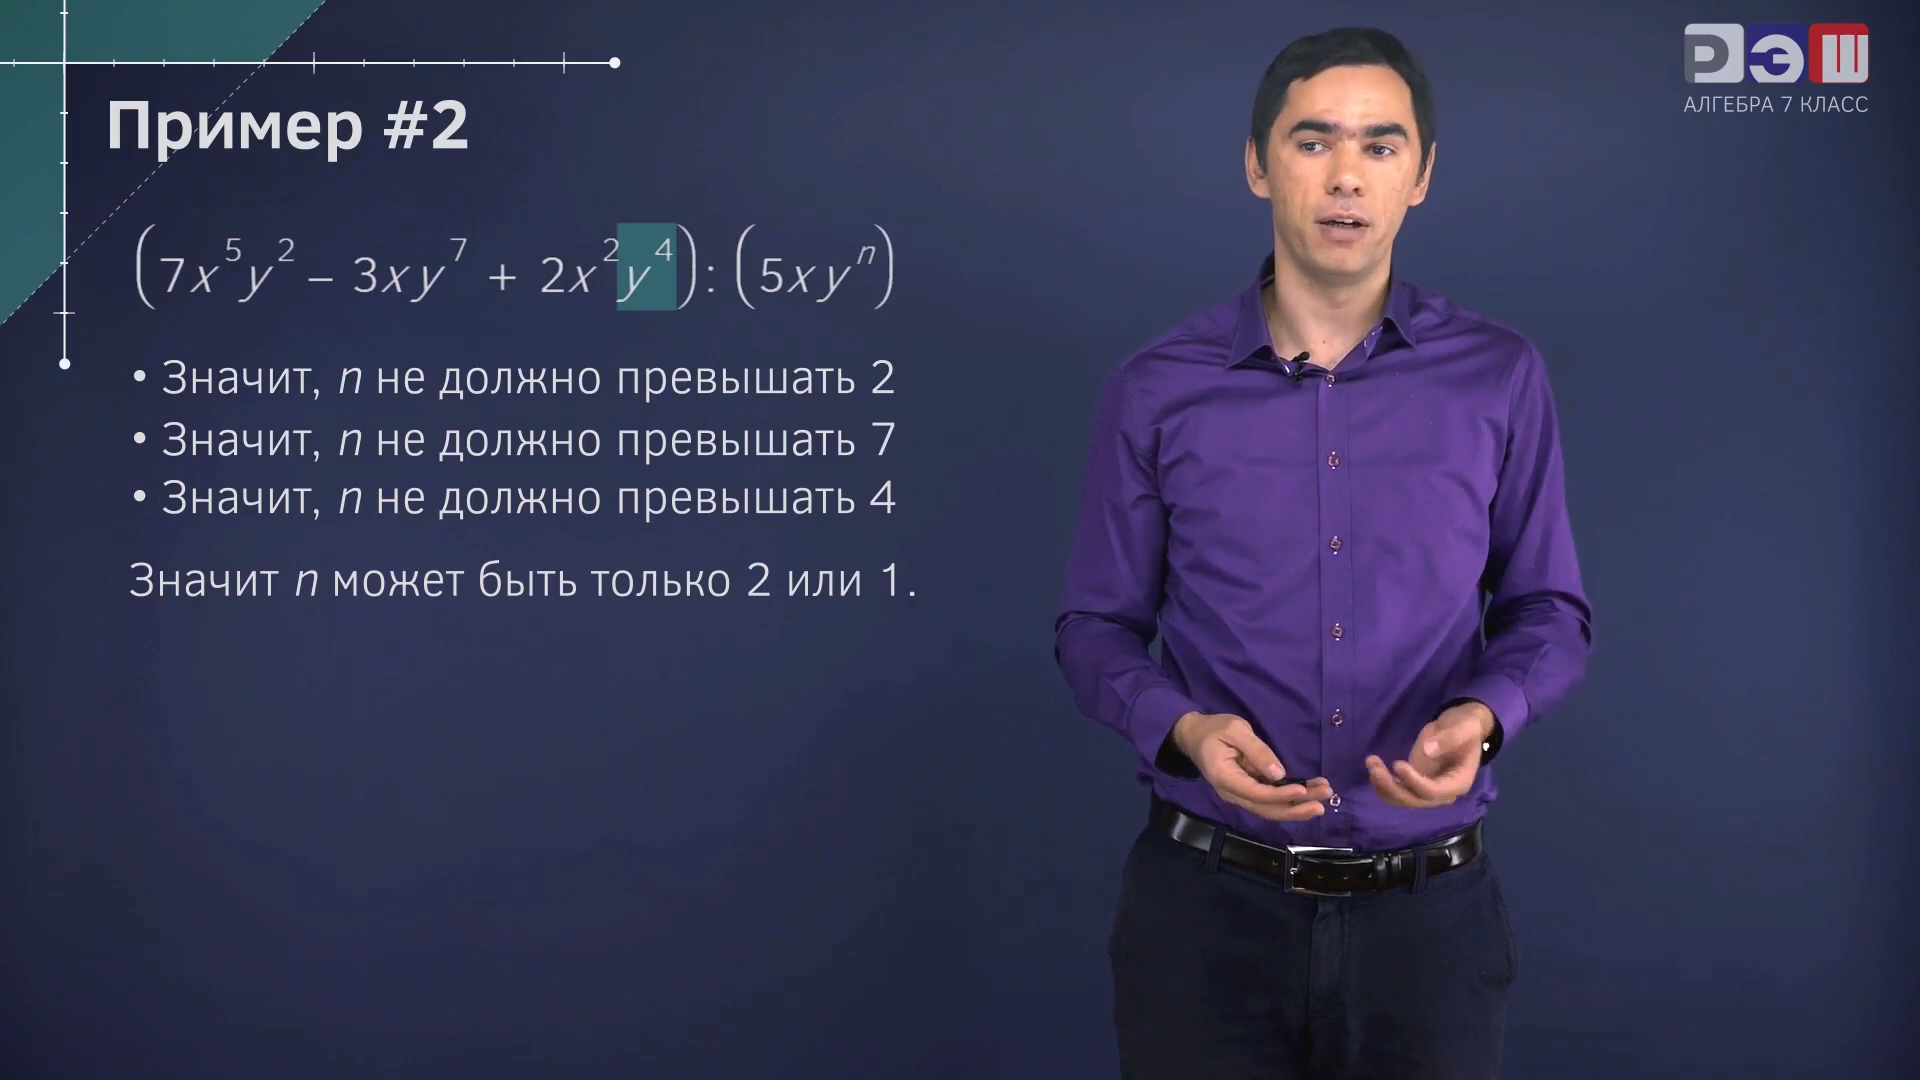 РЭШ
АЛГЕБРА 7 КЛАСС
Пример #2
(7x⁵y² – 3xy⁷ + 2x²y⁴) : (5xyⁿ)
• Значит, n не должно превышать 2
• Значит, n не должно превышать 7
• Значит, n не должно превышать 4
Значит n может быть только 2 или 1.